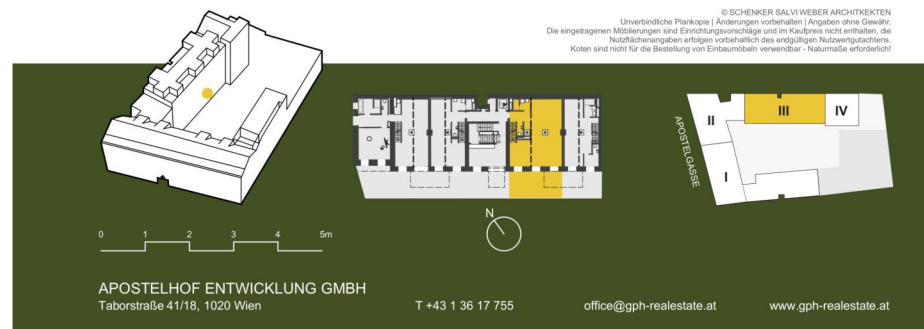 © SCHENKER SALVI WEBER ARCHITKEKTEN
Unverbindliche Plankopie | Änderungen vorbehalten | Angaben ohne Gewähr.
Die eingetragenen Möblierungen sind Einrichtungsvorschläge und im Kaufpreis nicht enthalten, die
Nutzflächenangaben erfolgen vorbehaltlich des endgültigen Nutzwertgutachtens.
Koten sind nicht für die Bestellung von Einbaumöbeln verwendbar - Naturmaße erforderlich!
II
III
IV
APOSTELGASSE
I
N
0 1 2 3 4 5m
APOSTELHOF ENTWICKLUNG GMBH
Taborstraße 41/18, 1020 Wien
T +43 1 36 17 755
office@gph-realestate.at
www.gph-realestate.at